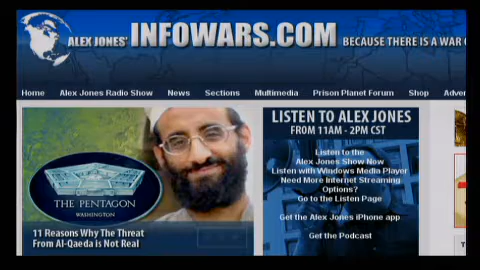 ALEX JONES' INFOWARS.COM BECAUSE THERE IS A WAR
Home Alex Jones Radio Show News Sections Multimedia Prison Planet Forum Shop
THE PENTAGON
WASHINGTON
11 Reasons Why The Threat
From Al-Qaeda is Not Real
LISTEN TO ALEX JONES
FROM 11AM - 2PM CST
Listen to the
Alex Jones Show Now
Listen with Windows Media Player
Need More Internet Streaming
Options?
Go to the Listen Page
Get the Alex Jones iPhone app
Get the Podcast